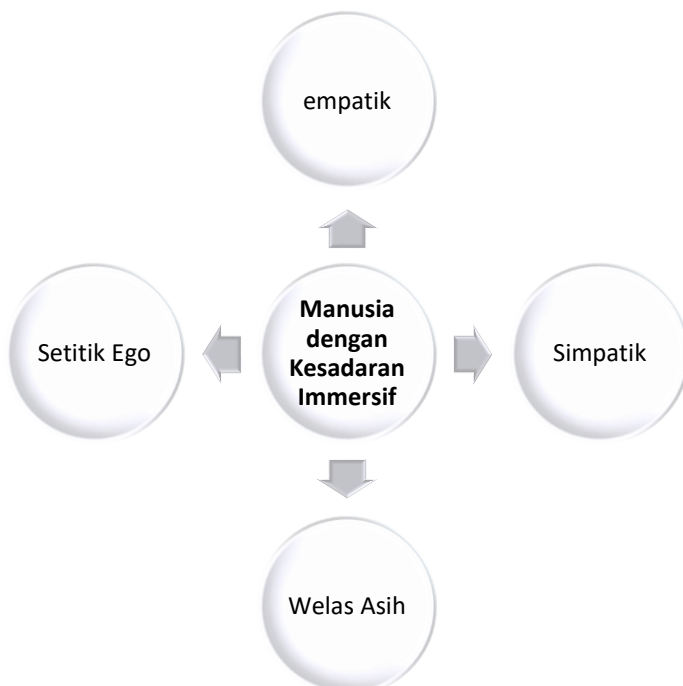 empatik
Setitik Ego
Manusia
dengan
Kesadaran
Immersif
Simpatik
Welas Asih